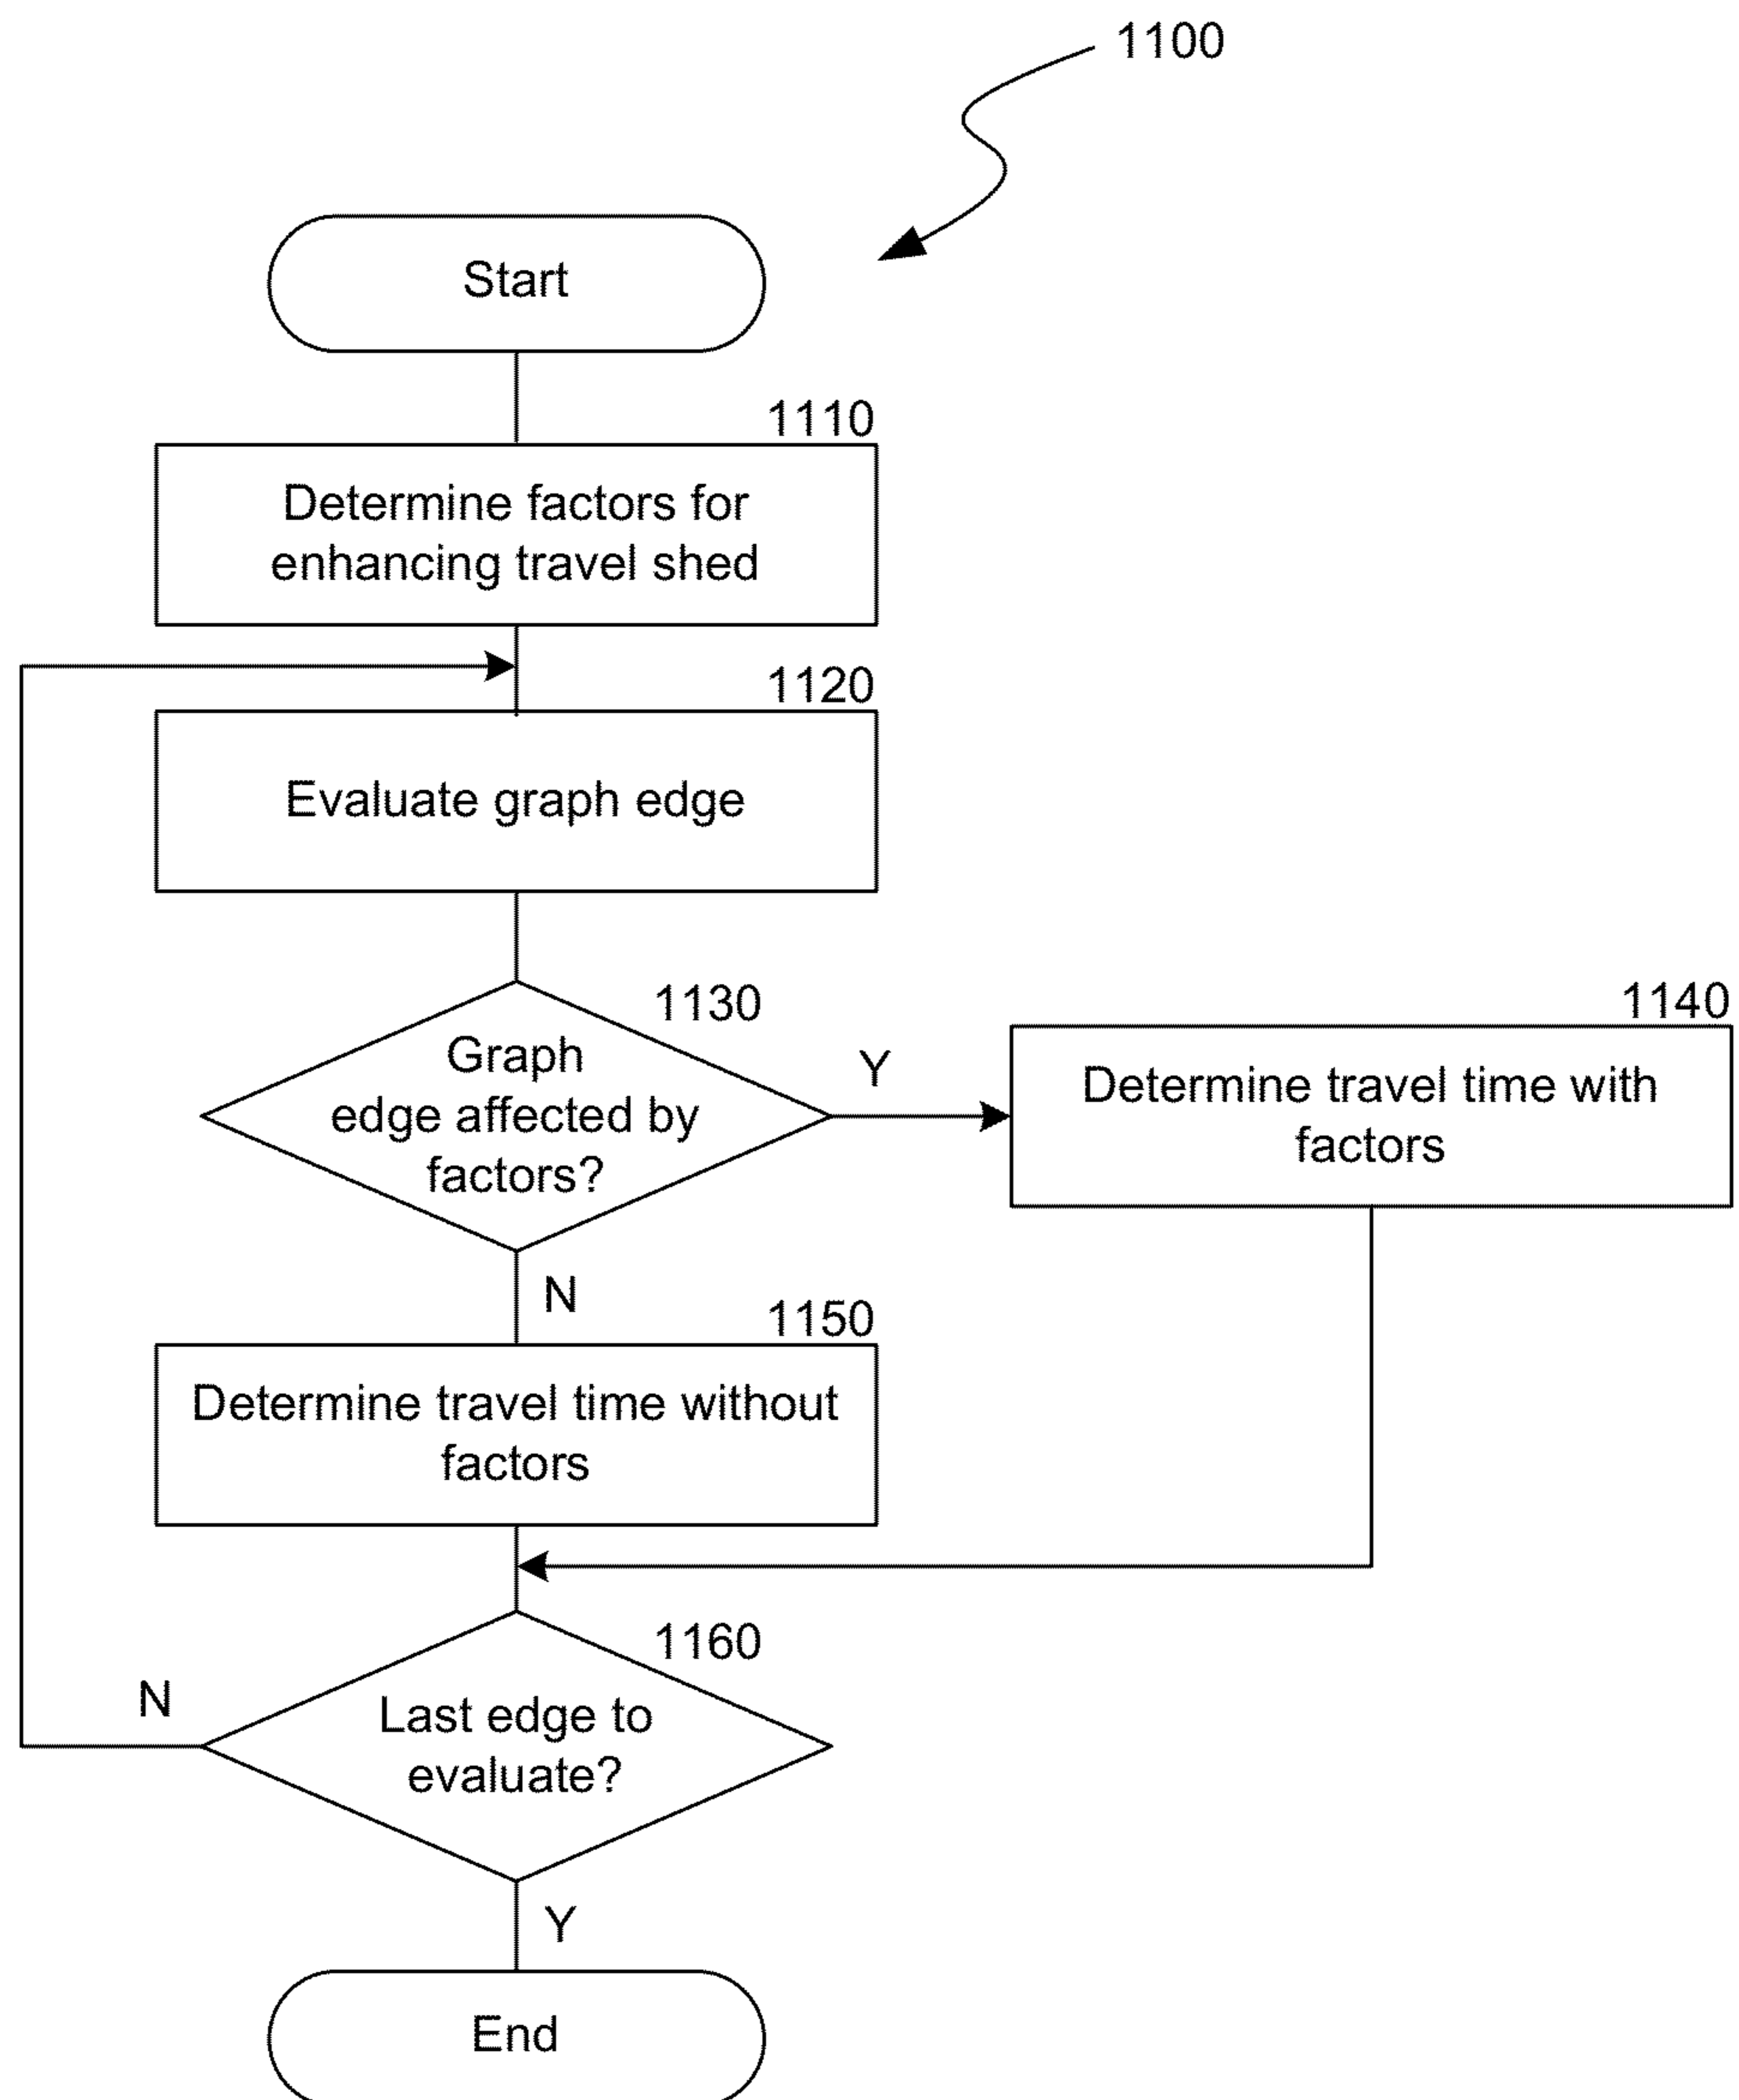 1100
Start
1110
Determine factors for
enhancing travel shed
1120
Evaluate graph edge
1130
Graph
edge affected by
factors?
Y
1140
Determine travel time with
factors
N
1150
Determine travel time without
factors
1160
Last edge to
evaluate?
N
Y
End